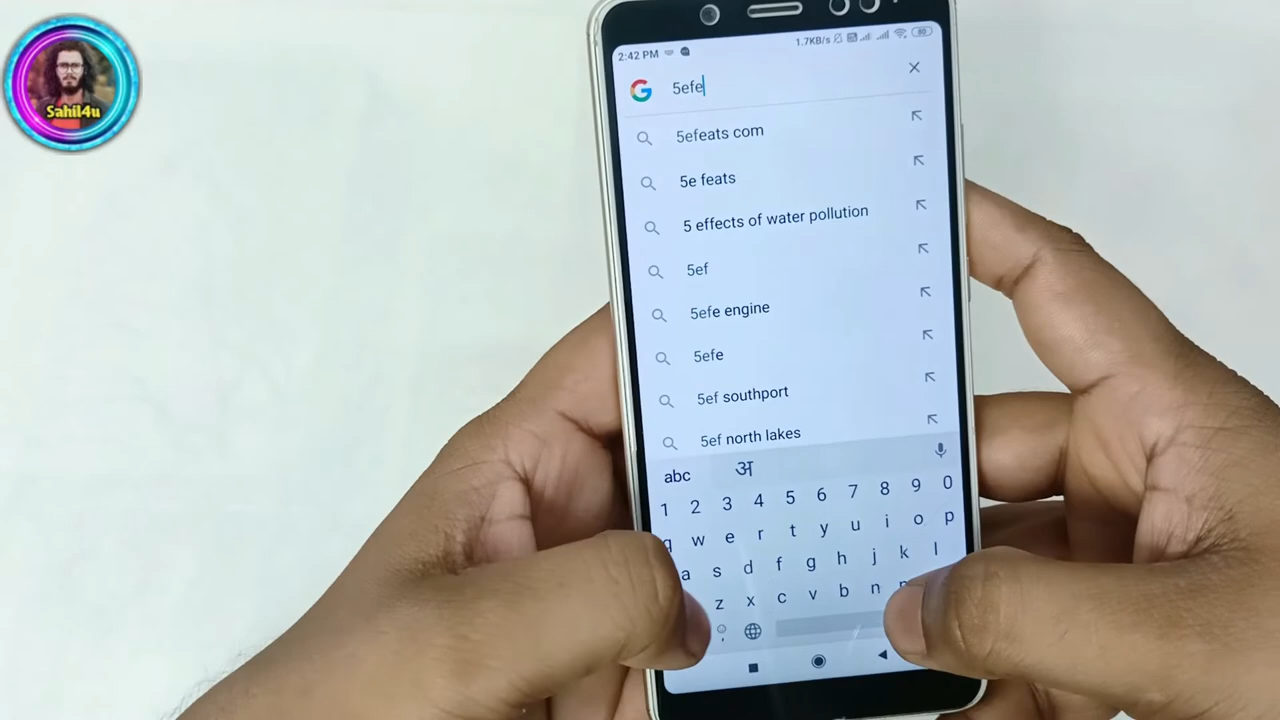 Sahil4u
2:42 PM 1.7KB/s 80
5efe
5efeats com
5e feats
5 effects of water pollution
5ef
5efe engine
5efe
5ef southport
5ef north lakes
abc अ
1 2 3 4 5 6 7 8 9 0
q w e r t y u i o p
a s d f g h j k l
z x c v b n